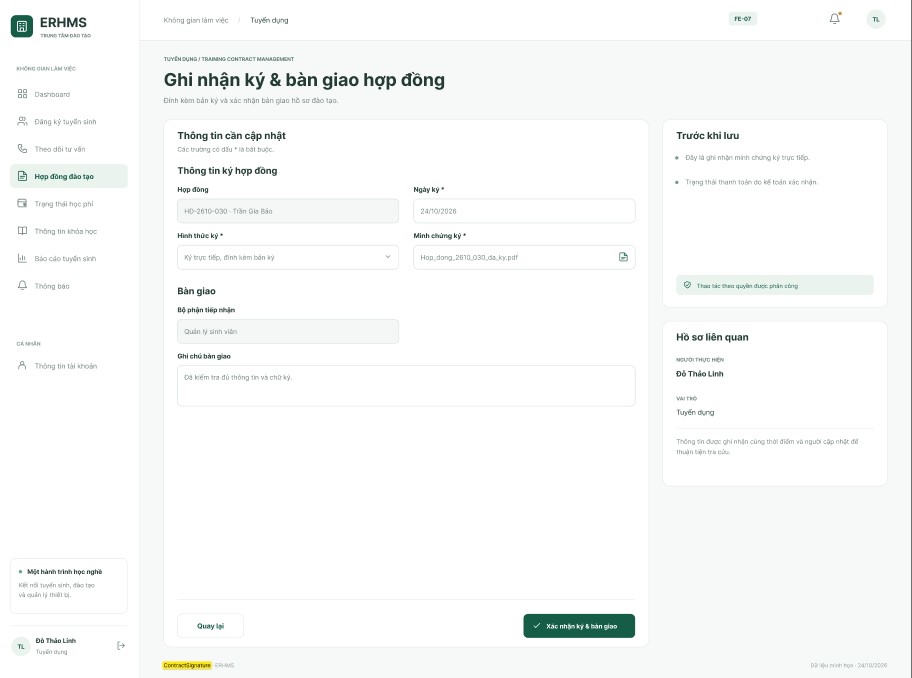 ERHMS
TRUNG TÂM ĐÀO TẠO
KHÔNG GIAN LÀM VIỆC
Dashboard
Đăng ký tuyển sinh
Theo dõi tư vấn
Hợp đồng đào tạo
Trạng thái học phí
Thông tin khóa học
Báo cáo tuyển sinh
Thông báo
CÁ NHÂN
Thông tin tài khoản
Một hành trình học nghề
Kết nối tuyển sinh, đào tạo
và quản lý thiết bị.
TL
Đỗ Thảo Linh
Tuyển dụng
Không gian làm việc / Tuyển dụng
FE-07
TL
TUYỂN DỤNG / TRAINING CONTRACT MANAGEMENT
Ghi nhận ký & bàn giao hợp đồng
Đính kèm bản ký và xác nhận bàn giao hồ sơ đào tạo.
Thông tin cần cập nhật
Các trường có dấu * là bắt buộc.
Thông tin ký hợp đồng
Hợp đồng
HD-2610-030 · Trần Gia Bảo
Ngày ký *
24/10/2026
Hình thức ký *
Ký trực tiếp, đính kèm bản ký
Minh chứng ký *
Hop_dong_2610_030_da_ky.pdf
Bàn giao
Bộ phận tiếp nhận
Quản lý sinh viên
Ghi chú bàn giao
Đã kiểm tra đủ thông tin và chữ ký.
Quay lại
Xác nhận ký & bàn giao
Trước khi lưu
Đây là ghi nhận minh chứng ký trực tiếp.
Trạng thái thanh toán do kế toán xác nhận.
Thao tác theo quyền được phân công
Hồ sơ liên quan
NGƯỜI THỰC HIỆN
Đỗ Thảo Linh
VAI TRÒ
Tuyển dụng
Thông tin được ghi nhận cùng thời điểm và người cập nhật để
thuận tiện tra cứu.
ContractSignature ERHMS
Dữ liệu minh họa · 24/10/2026